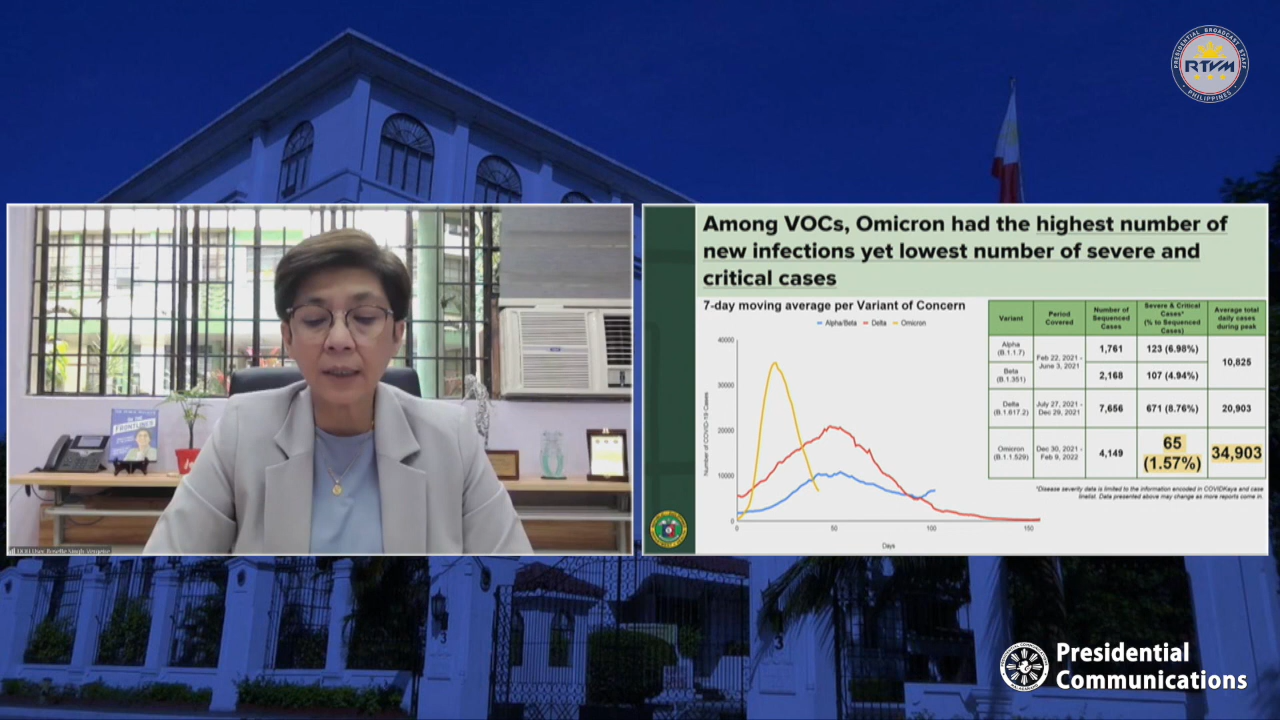 PRESIDENTIAL BROADCAST STAFF
RTVM
PHILIPPINES
Among VOCs, Omicron had the highest number of
new infections yet lowest number of severe and
critical cases
7-day moving average per Variant of Concern
Alpha/Beta Delta Omicron
Number of COVID-19 Cases
40000
30000
20000
10000
0
0 50 100 150
Days
Variant
Period
Covered
Number of
Sequenced
Cases
Severe & Critical
Cases*
(% to Sequenced
Cases)
Average total
daily cases
during peak
Alpha
(B.1.1.7)
Feb 22, 2021 -
June 3, 2021
1,761
123 (6.98%)
10,825
Beta
(B.1.351)
2,168
107 (4.94%)
Delta
(B.1.617.2)
July 27, 2021 -
Dec 29, 2021
7,656
671 (8.76%)
20,903
Omicron
(B.1.1.529)
Dec 30, 2021 -
Feb 9, 2022
4,149
65
(1.57%)
34,903
*Disease severity data is limited to the information encoded in COVIDKaya and case
linelist. Data presented above may change as more reports come in.
FRONTLINES
3
3
Presidential
Communications